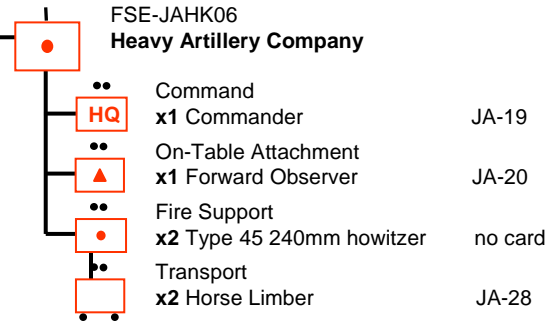 FSE-JAHK06
Heavy Artillery Company
Command
HQ
x1 Commander JA-19
On-Table Attachment
x1 Forward Observer JA-20
Fire Support
x2 Type 45 240mm howitzer no card
Transport
x2 Horse Limber JA-28